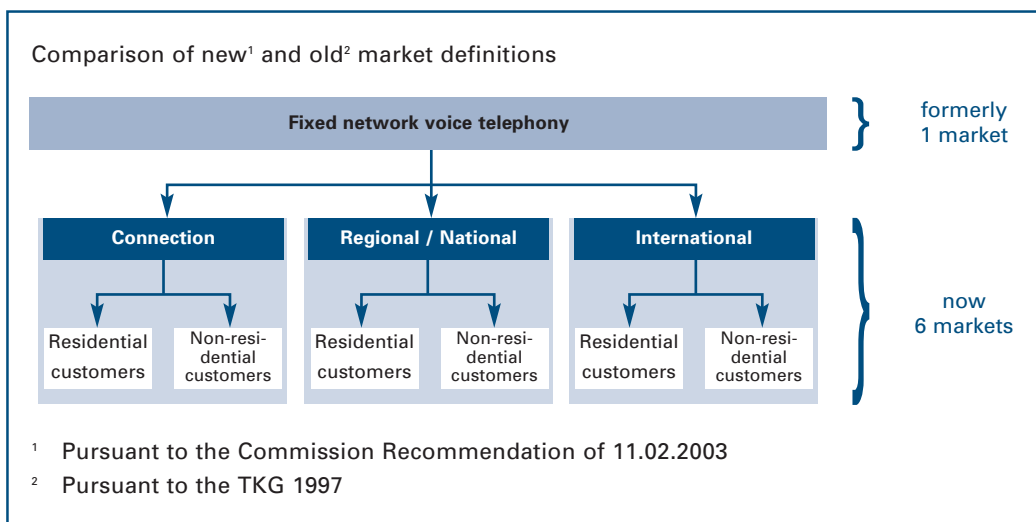 Comparison of new¹ and old² market definitions
Fixed network voice telephony
formerly
1 market
Connection
Regional / National
International
Residential
customers
Non-resi-
dential
customers
Residential
customers
Non-resi-
dential
customers
Residential
customers
Non-resi-
dential
customers
now
6 markets
¹ Pursuant to the Commission Recommendation of 11.02.2003
² Pursuant to the TKG 1997